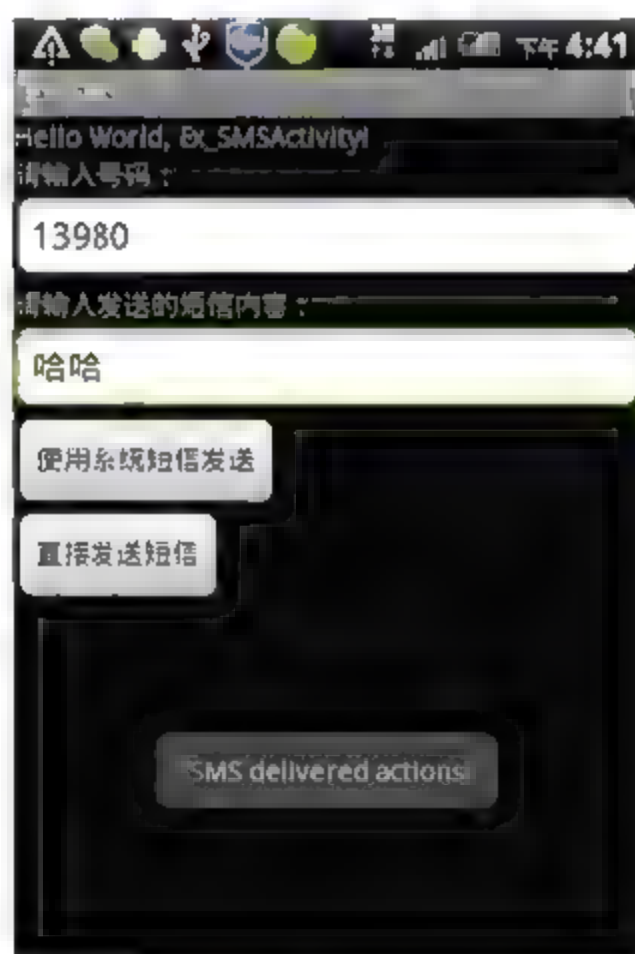 下午4:41
Hello World, Ex_SMSActivity!
请输入号码：
13980
请输入发送的短信内容：
哈哈
使用系统短信发送
直接发送短信
SMS delivered actions